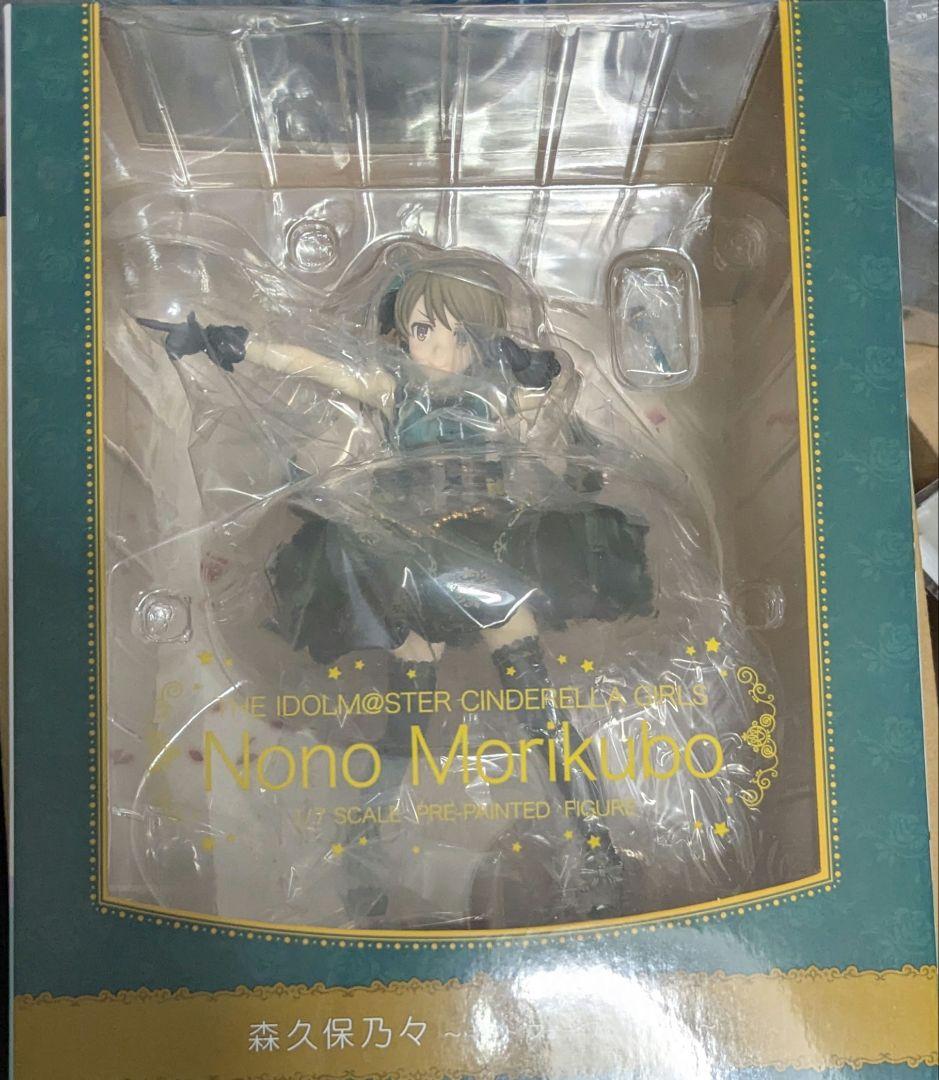 THE IDOLM@STER CINDERELLA GIRLS
Nono Morikubo
1/7 SCALE PRE-PAINTED FIGURE
森久保乃々